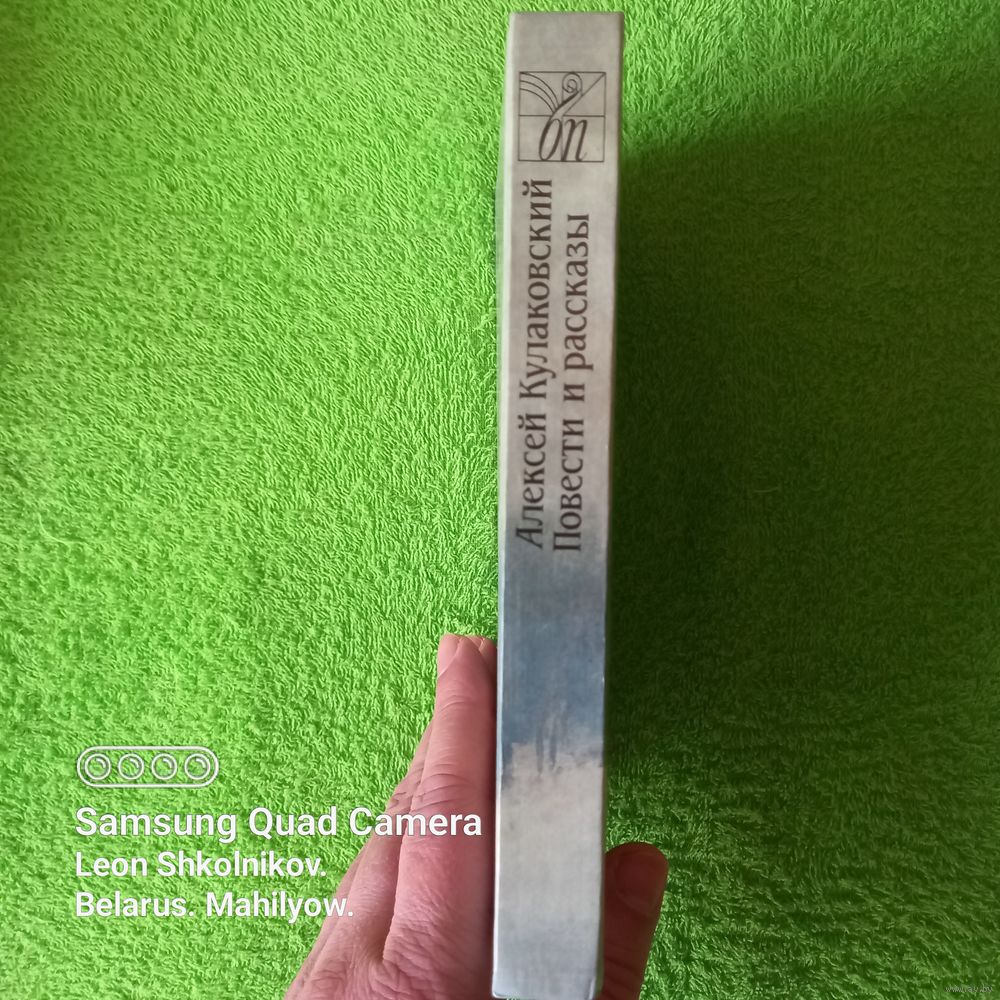 бп
Алексей Кулаковский
Повести и рассказы
Samsung Quad Camera
Leon Shkolnikov.
Belarus. Mahilyow.